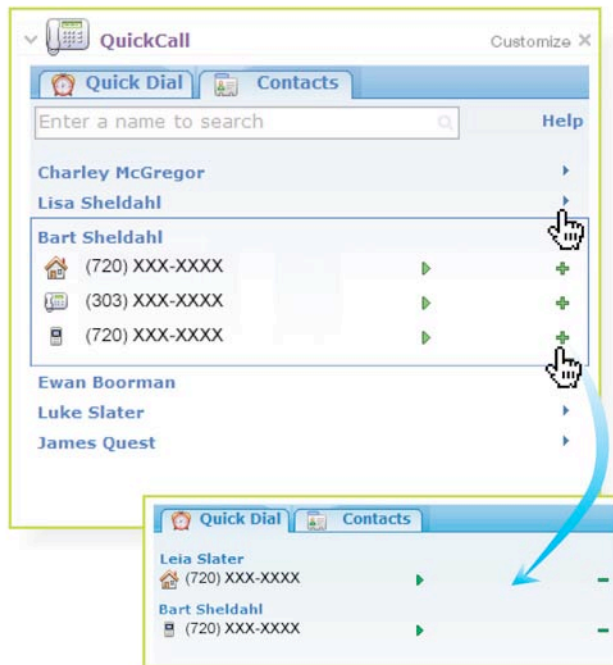 QuickCall Customize
Quick Dial Contacts
Enter a name to search Help
Charley McGregor
Lisa Sheldahl
Bart Sheldahl
(720) XXX-XXXX
(303) XXX-XXXX
(720) XXX-XXXX
Ewan Boorman
Luke Slater
James Quest
Quick Dial Contacts
Leia Slater
(720) XXX-XXXX
Bart Sheldahl
(720) XXX-XXXX